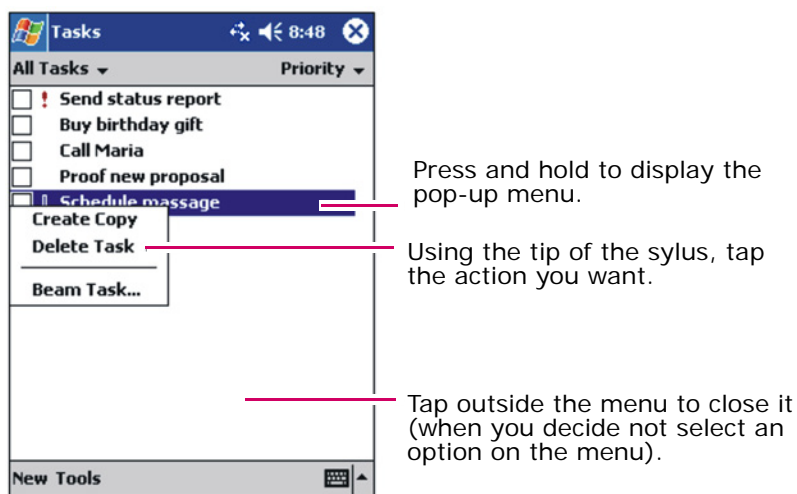 Tasks 8:48
All Tasks Priority
! Send status report
Buy birthday gift
Call Maria
Proof new proposal
Schedule massage
Create Copy
Delete Task
Beam Task...
New Tools
Press and hold to display the
pop-up menu.
Using the tip of the sylus, tap
the action you want.
Tap outside the menu to close it
(when you decide not select an
option on the menu).